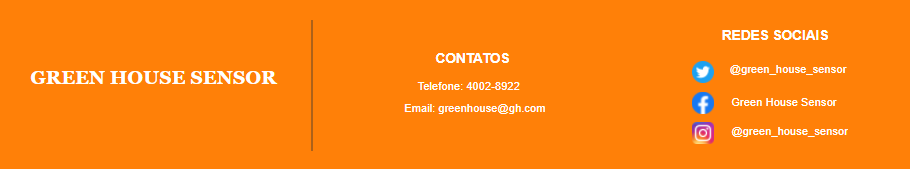 GREEN HOUSE SENSOR
CONTATOS
Telefone: 4002-8922
Email: greenhouse@gh.com
REDES SOCIAIS
@green_house_sensor
Green House Sensor
@green_house_sensor